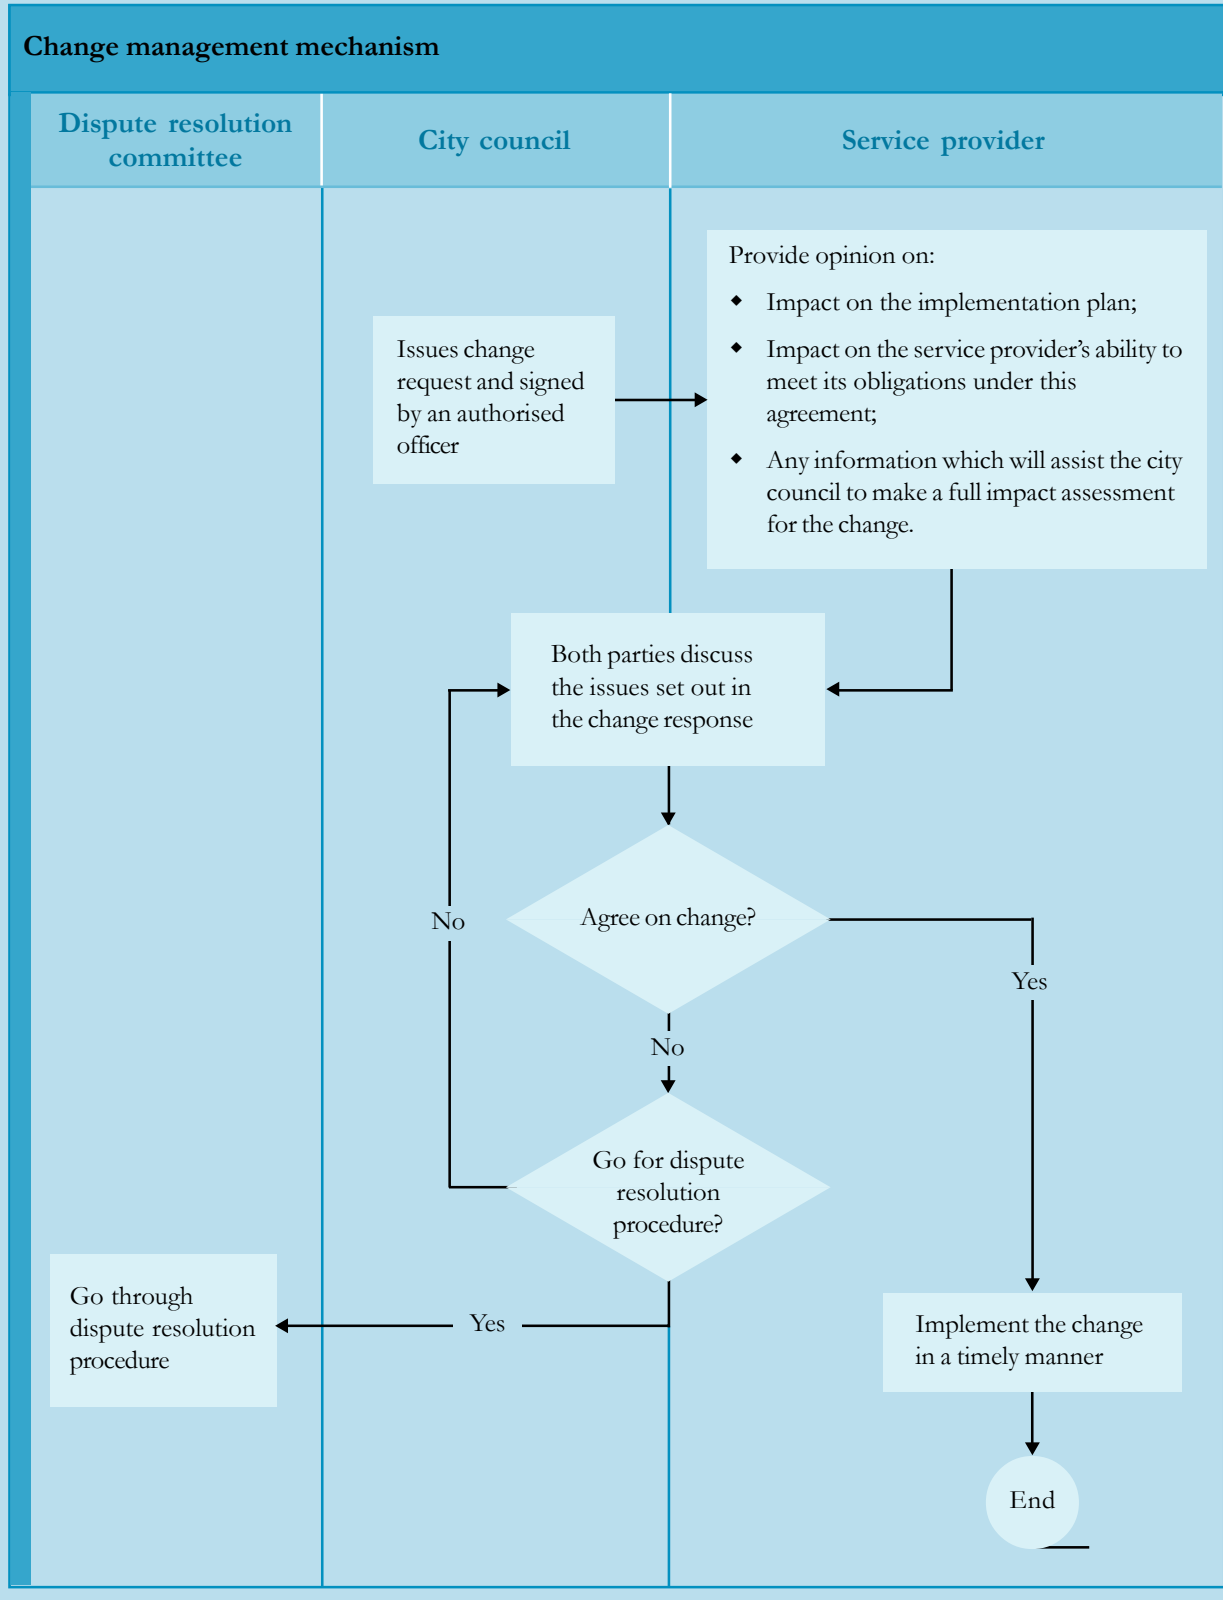 Change management mechanism
Dispute resolution
committee
City council
Service provider
Provide opinion on:
◆ Impact on the implementation plan;
◆ Impact on the service provider’s ability to
meet its obligations under this
agreement;
◆ Any information which will assist the city
council to make a full impact assessment
for the change.
Issues change
request and signed
by an authorised
officer
Both parties discuss
the issues set out in
the change response
Agree on change?
No
Yes
No
Go for dispute
resolution
procedure?
Go through
dispute resolution
procedure
Yes
Implement the change
in a timely manner
End